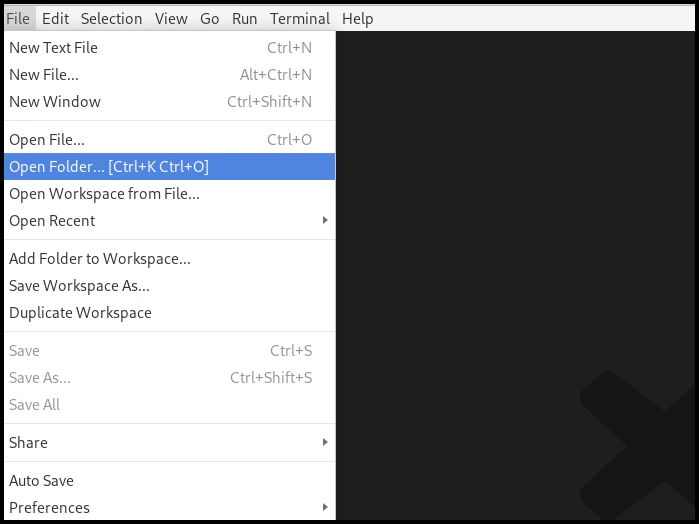 File Edit Selection View Go Run Terminal Help
New Text File Ctrl+N
New File... Alt+Ctrl+N
New Window Ctrl+Shift+N
Open File... Ctrl+O
Open Folder... [Ctrl+K Ctrl+O]
Open Workspace from File...
Open Recent
Add Folder to Workspace...
Save Workspace As...
Duplicate Workspace
Save Ctrl+S
Save As... Ctrl+Shift+S
Save All
Share
Auto Save
Preferences